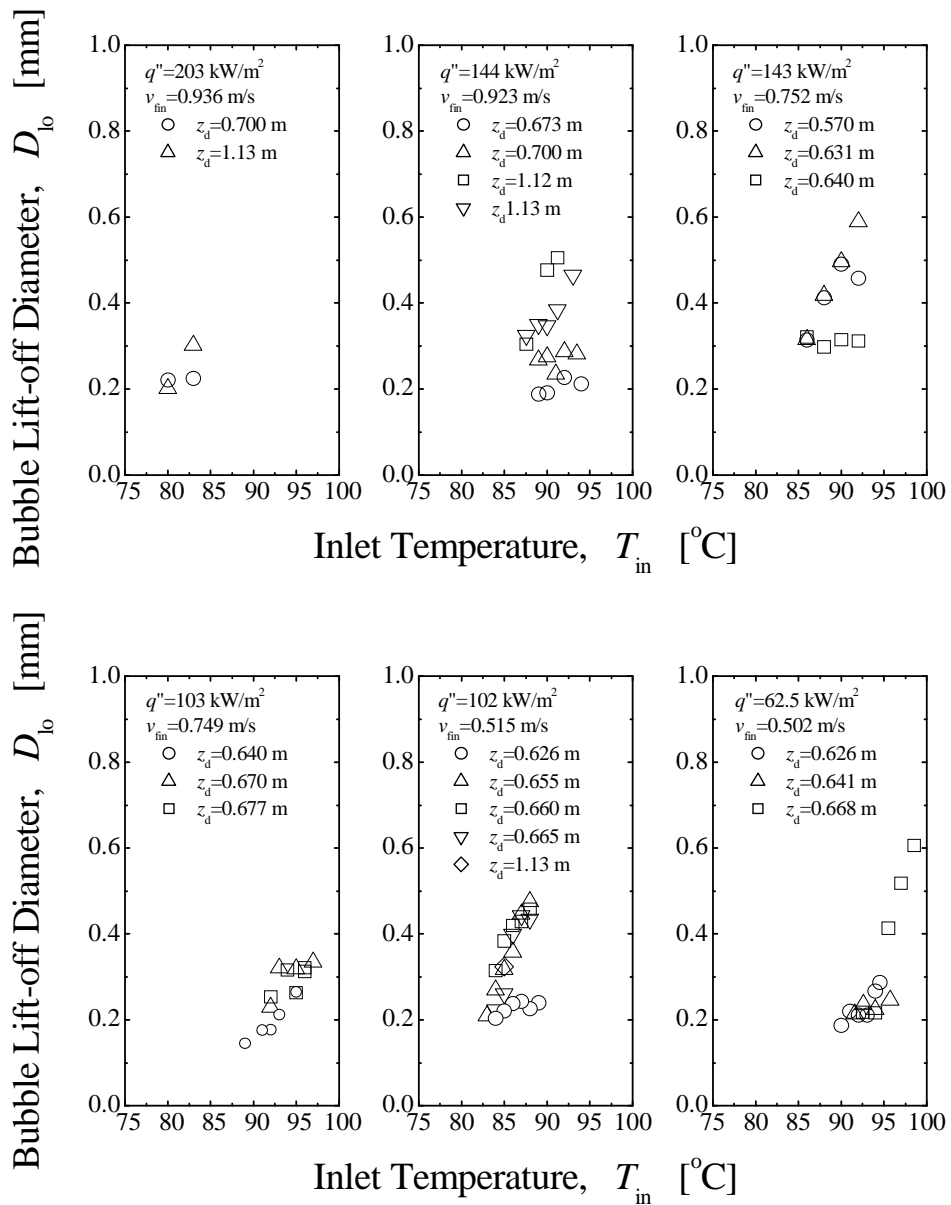 Bubble Lift-off Diameter, D_lo [mm]
1.0
0.8
0.6
0.4
0.2
0.0
q"=203 kW/m²
v_fin=0.936 m/s
z_d=0.700 m
z_d=1.13 m
75 80 85 90 95 100
q"=144 kW/m²
v_fin=0.923 m/s
z_d=0.673 m
z_d=0.700 m
z_d=1.12 m
z_d1.13 m
75 80 85 90 95 100
q"=143 kW/m²
v_fin=0.752 m/s
z_d=0.570 m
z_d=0.631 m
z_d=0.640 m
75 80 85 90 95 100
Inlet Temperature, T_in [°C]
Bubble Lift-off Diameter, D_lo [mm]
1.0
0.8
0.6
0.4
0.2
0.0
q"=103 kW/m²
v_fin=0.749 m/s
z_d=0.640 m
z_d=0.670 m
z_d=0.677 m
75 80 85 90 95 100
q"=102 kW/m²
v_fin=0.515 m/s
z_d=0.626 m
z_d=0.655 m
z_d=0.660 m
z_d=0.665 m
z_d=1.13 m
75 80 85 90 95 100
q"=62.5 kW/m²
v_fin=0.502 m/s
z_d=0.626 m
z_d=0.641 m
z_d=0.668 m
75 80 85 90 95 100
Inlet Temperature, T_in [°C]